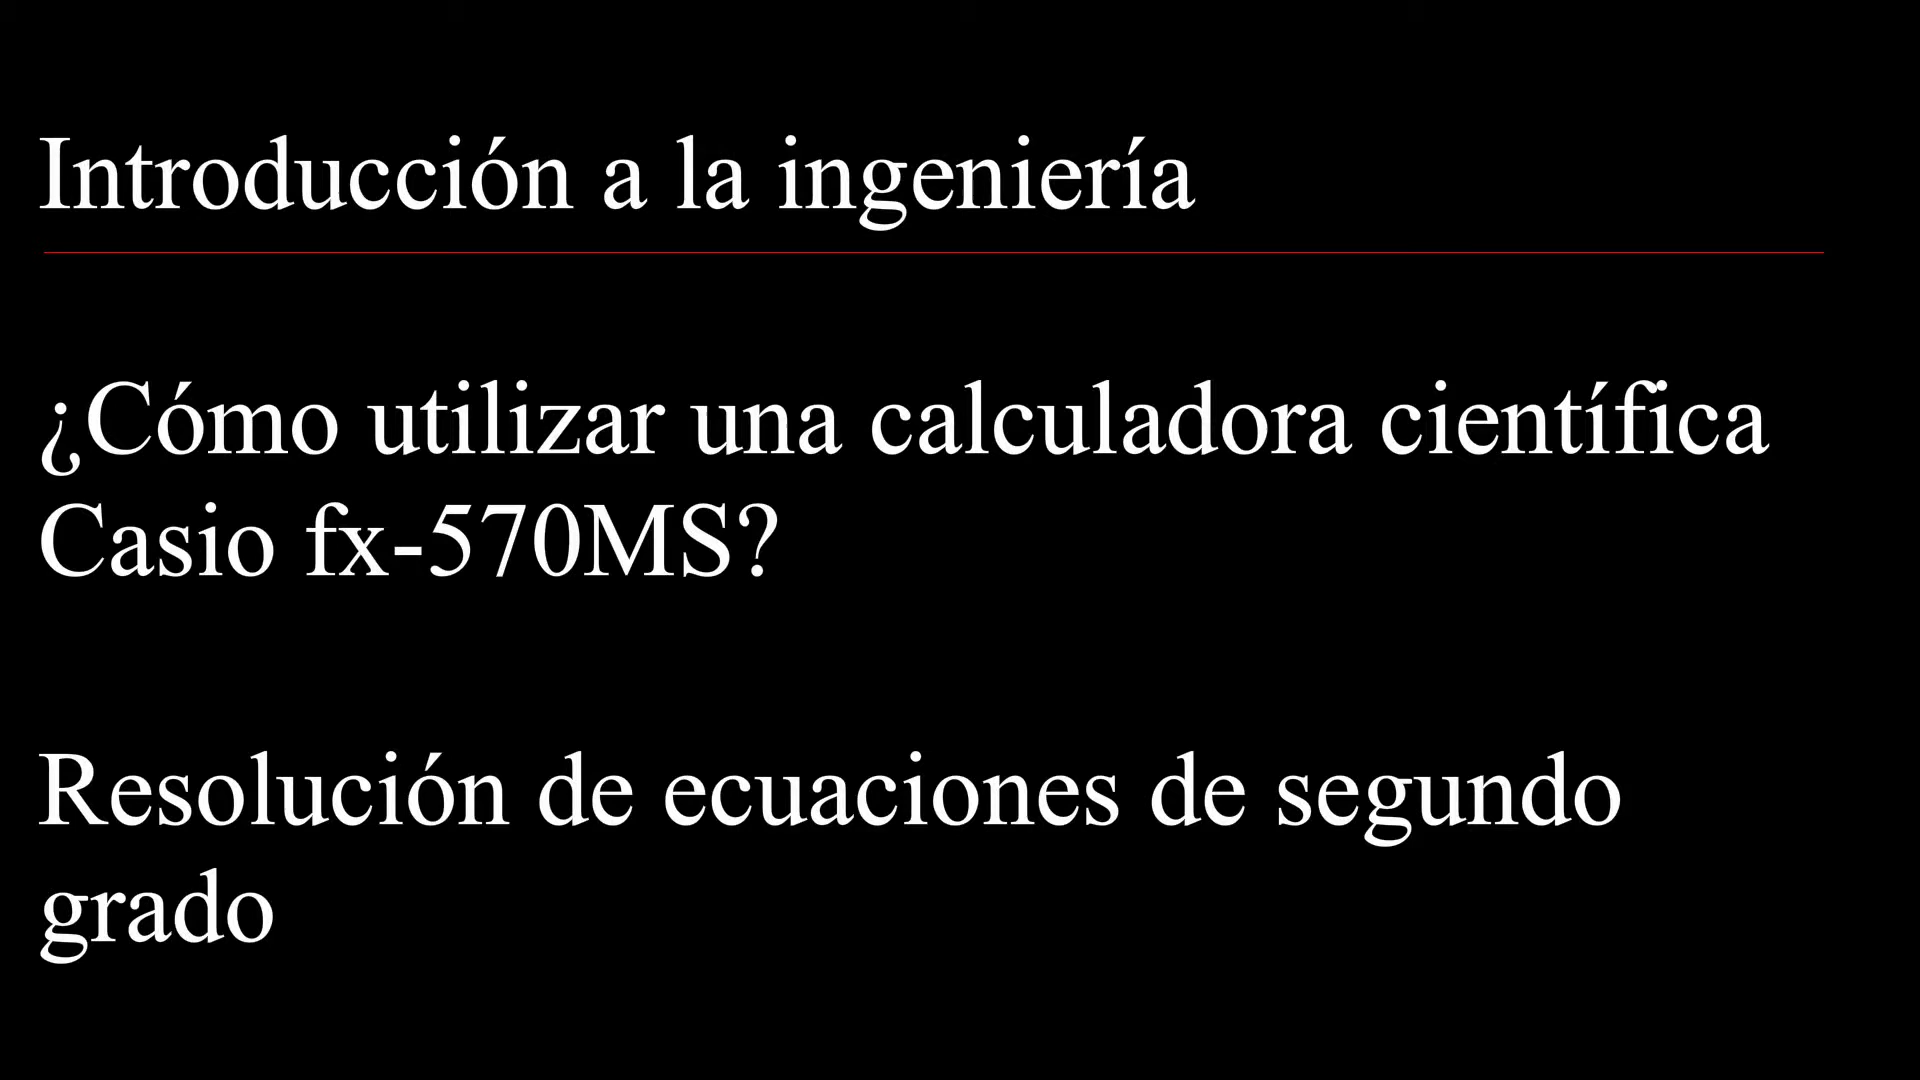 Introducción a la ingeniería
¿Cómo utilizar una calculadora científica
Casio fx-570MS?
Resolución de ecuaciones de segundo
grado